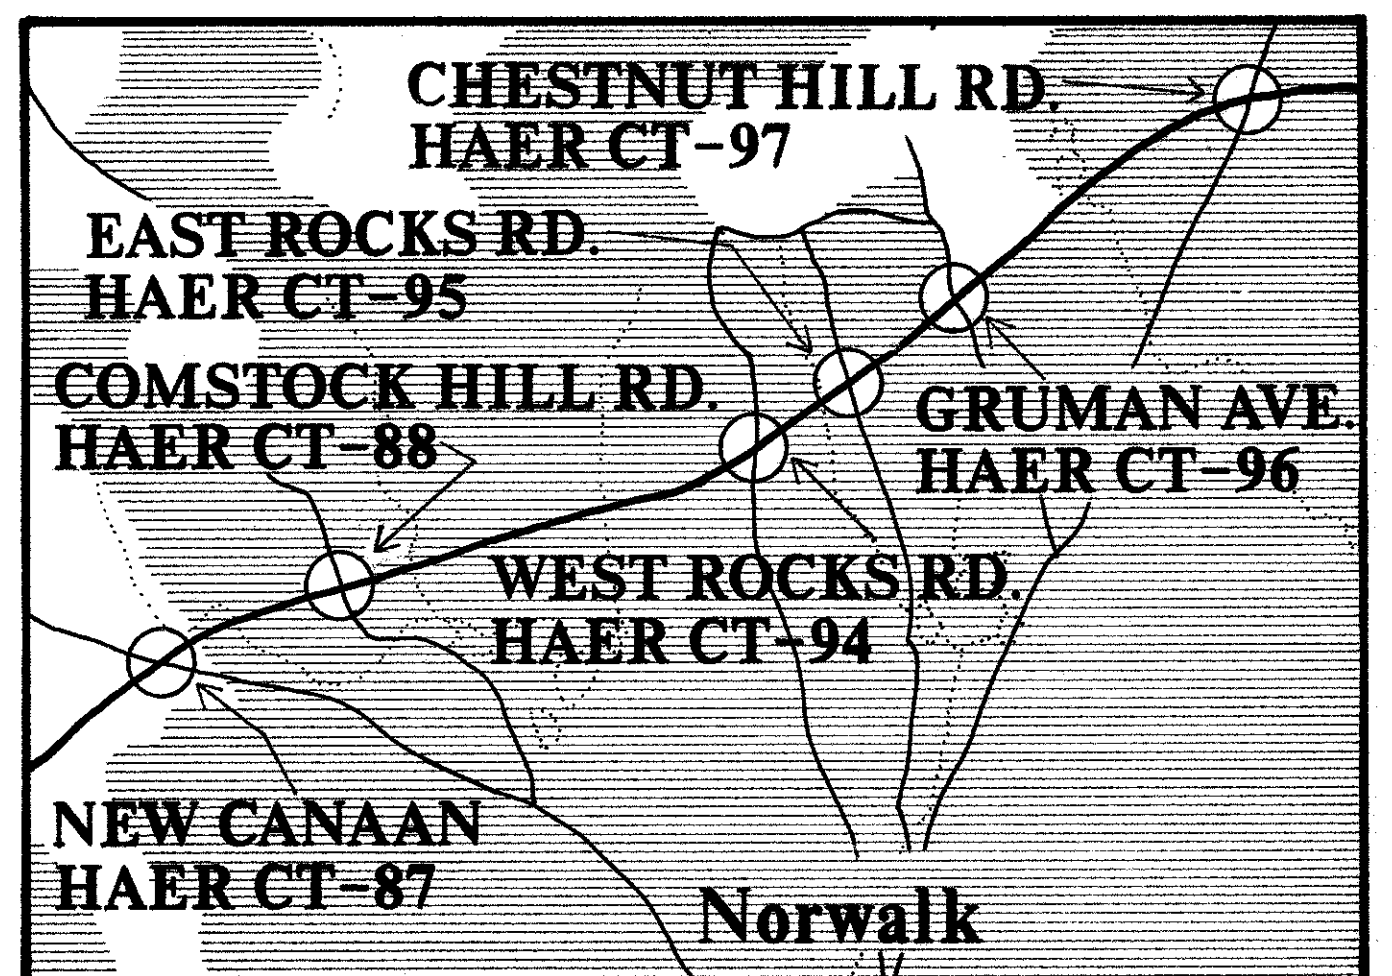 CHESTNUT HILL RD.
HAER CT-97
EAST ROCKS RD.
HAER CT-95
COMSTOCK HILL RD.
HAER CT-88
GRUMAN AVE.
HAER CT-96
WEST ROCKS RD.
HAER CT-94
NEW CANAAN
HAER CT-87
Norwalk